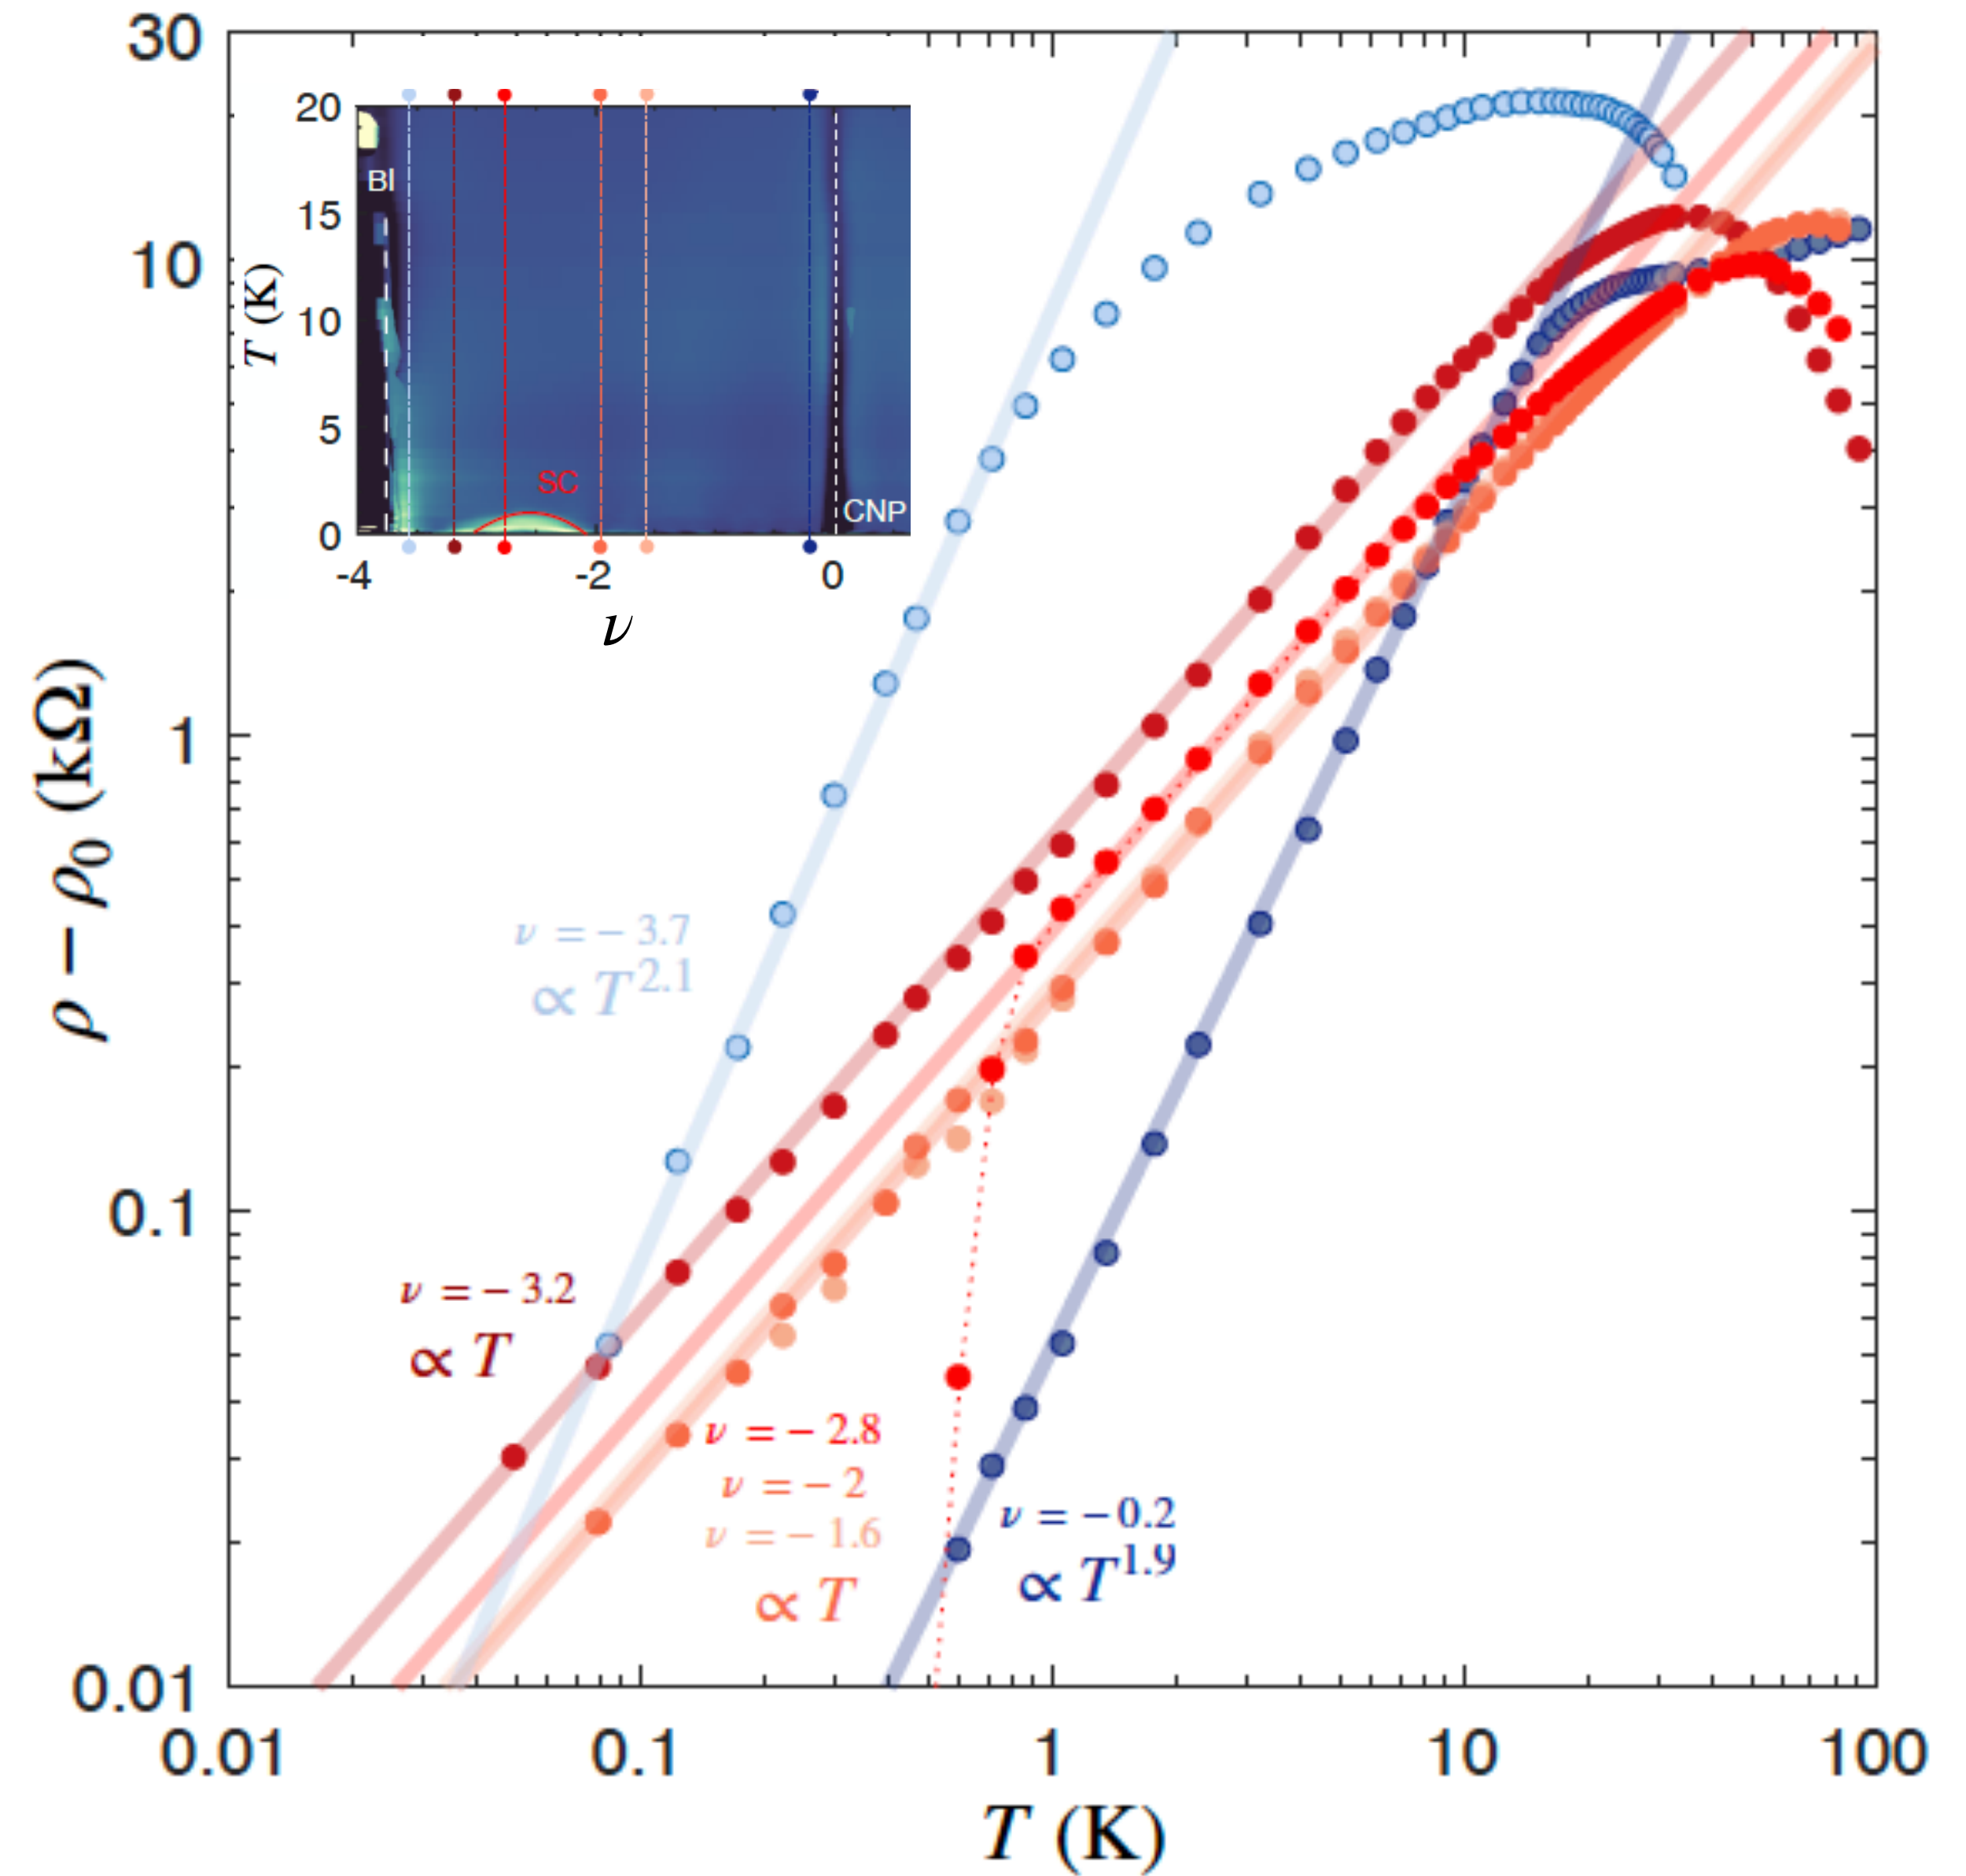 30
10
1
0.1
0.01
ρ − ρ₀ (kΩ)
20
15
10
5
0
T (K)
BI
SC
CNP
-4 -2 0
ν
ν = − 3.7
∝ T^2.1
ν = − 3.2
∝ T
ν = − 2.8
ν = − 2
ν = − 1.6
∝ T
ν = − 0.2
∝ T^1.9
0.01 0.1 1 10 100
T (K)